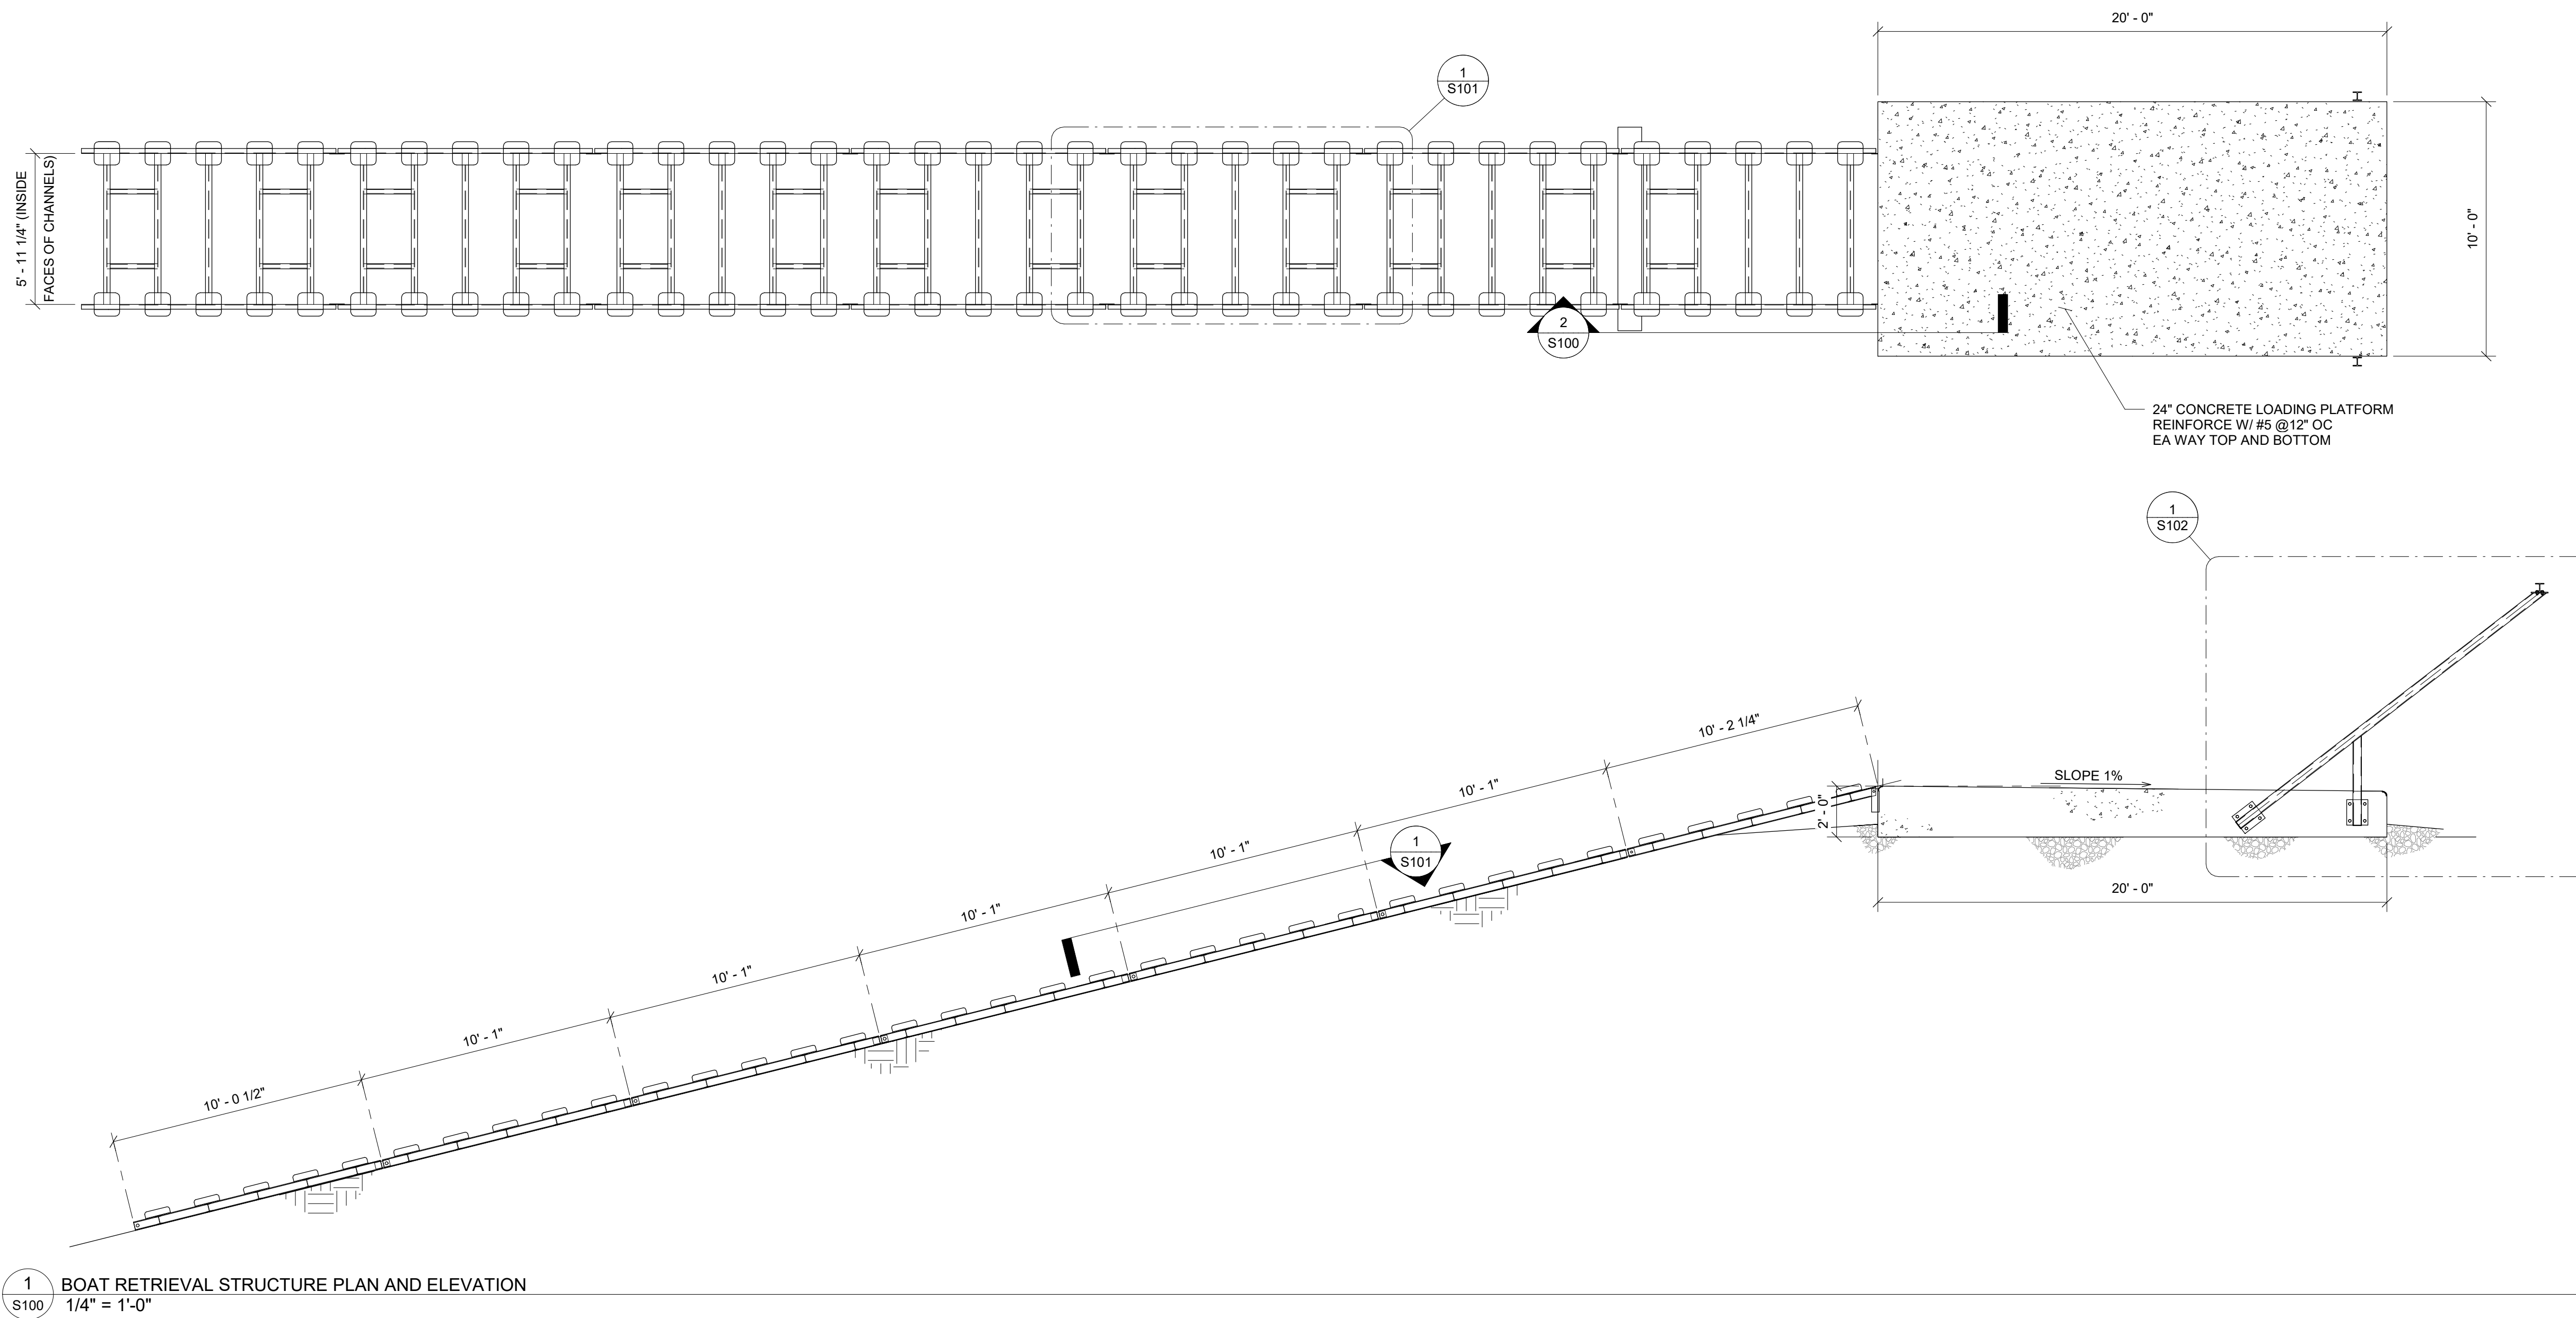 20' - 0"
1
S101
5' - 11 1/4" (INSIDE
FACES OF CHANNELS)
10' - 0"
2
S100
24" CONCRETE LOADING PLATFORM
REINFORCE W/ #5 @12" OC
EA WAY TOP AND BOTTOM
1
S102
10' - 2 1/4"
SLOPE 1%
10' - 1"
2' - 0"
10' - 1"
1
S101
20' - 0"
10' - 1"
10' - 1"
10' - 1"
10' - 0 1/2"
1
S100
BOAT RETRIEVAL STRUCTURE PLAN AND ELEVATION
1/4" = 1'-0"